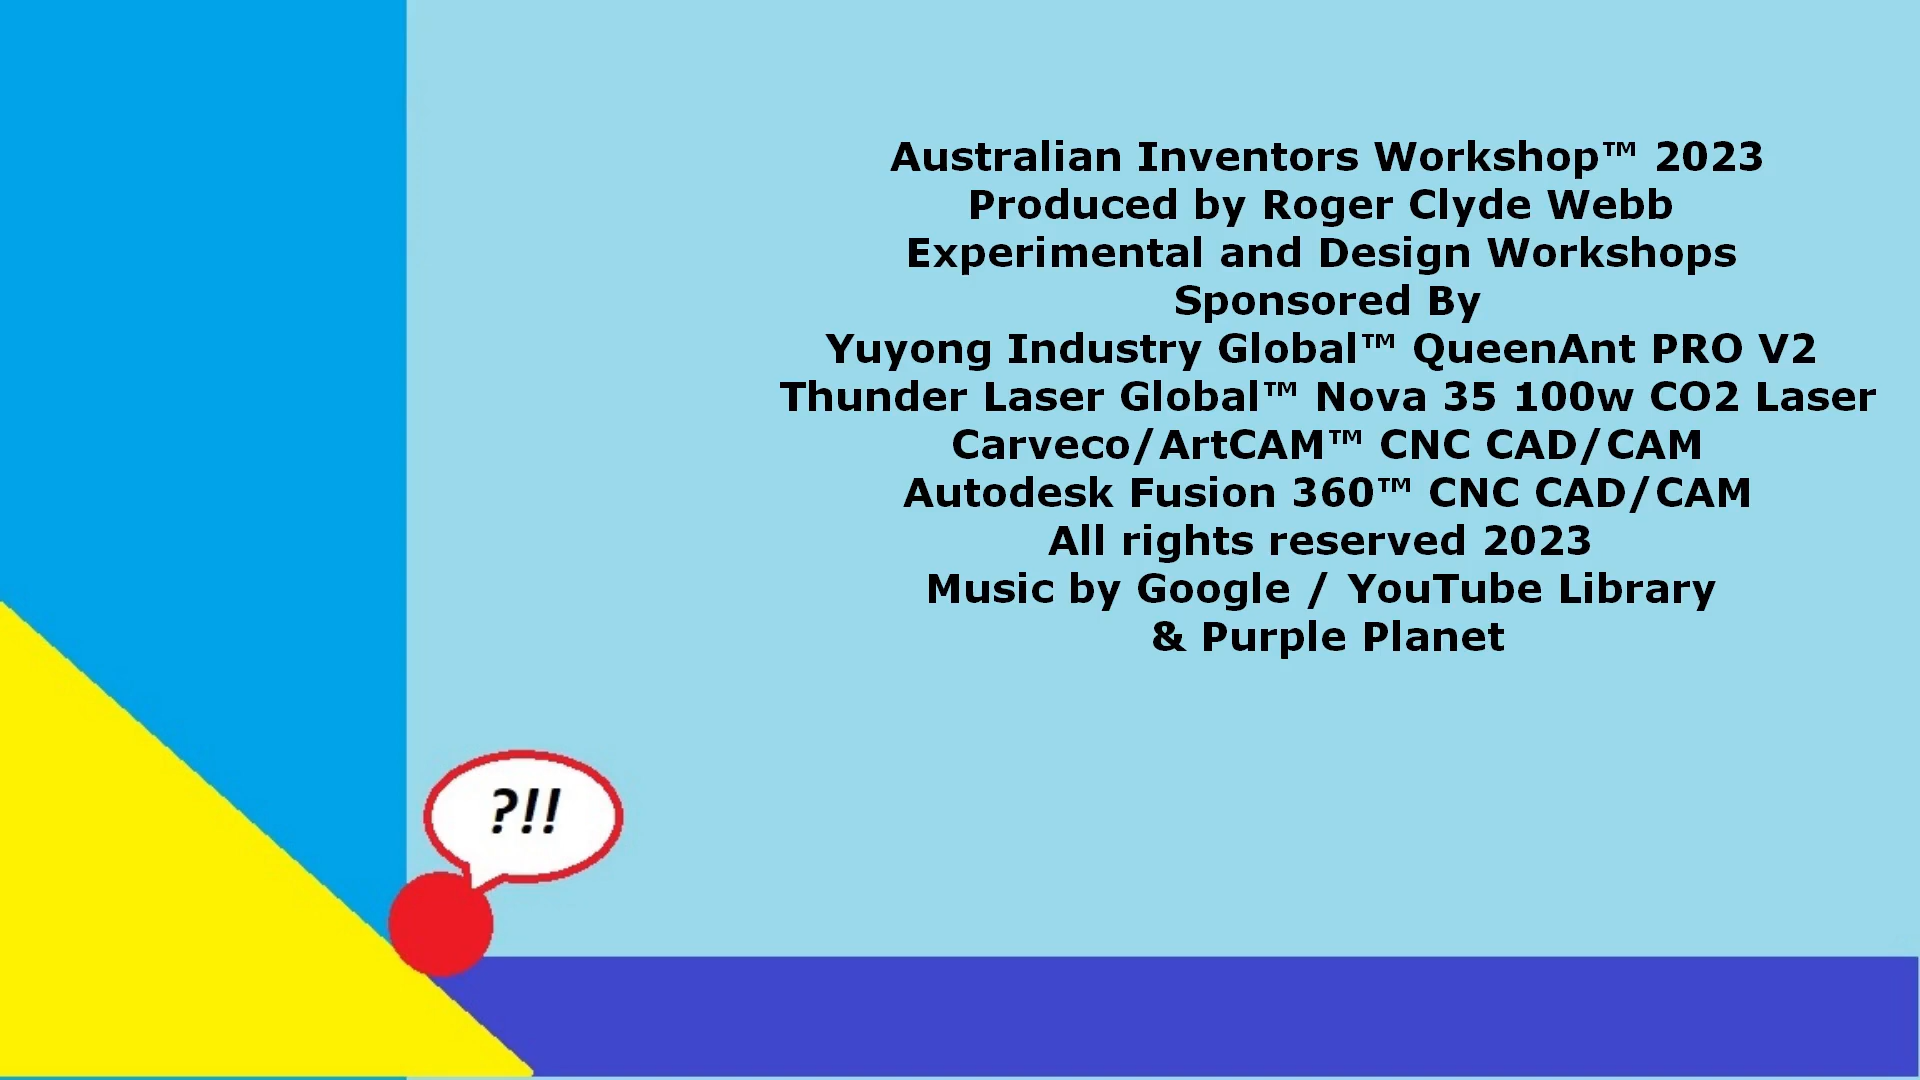 Australian Inventors Workshop™ 2023
Produced by Roger Clyde Webb
Experimental and Design Workshops
Sponsored By
Yuyong Industry Global™ QueenAnt PRO V2
Thunder Laser Global™ Nova 35 100w CO2 Laser
Carveco/ArtCAM™ CNC CAD/CAM
Autodesk Fusion 360™ CNC CAD/CAM
All rights reserved 2023
Music by Google / YouTube Library
& Purple Planet
?!!